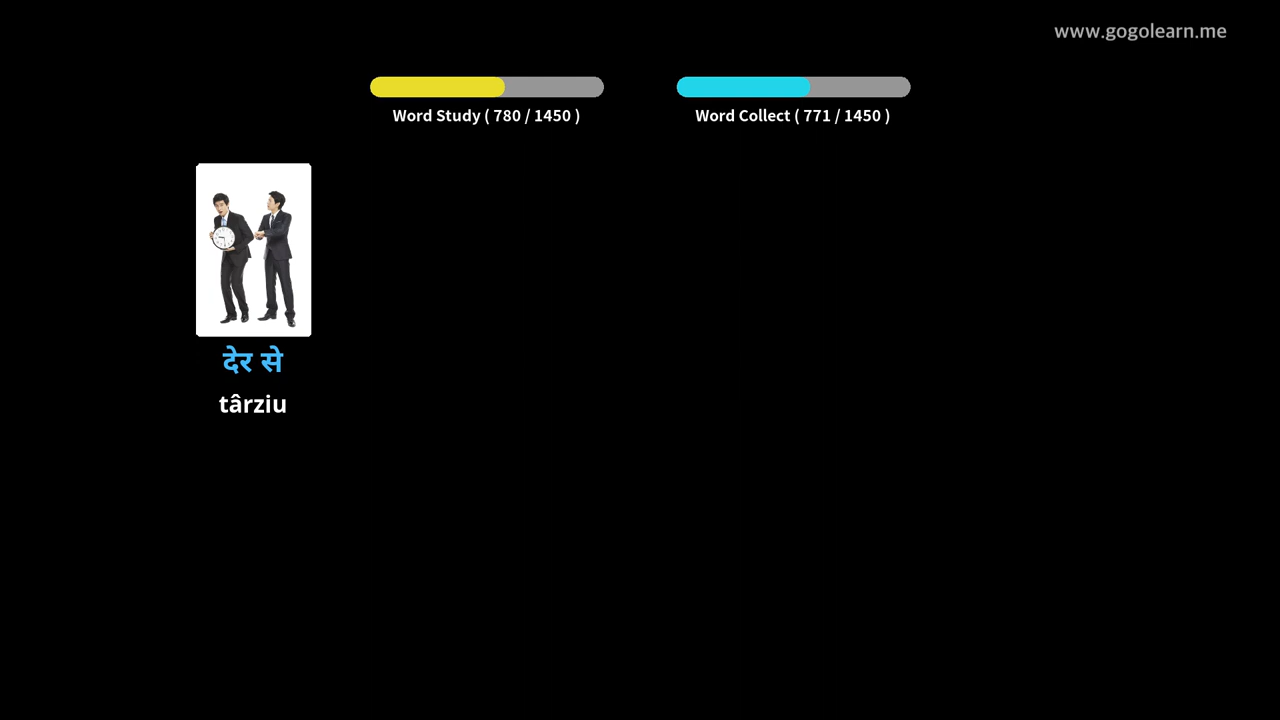 www.gogolearn.me
Word Study ( 780 / 1450 )
Word Collect ( 771 / 1450 )
देर से
târziu